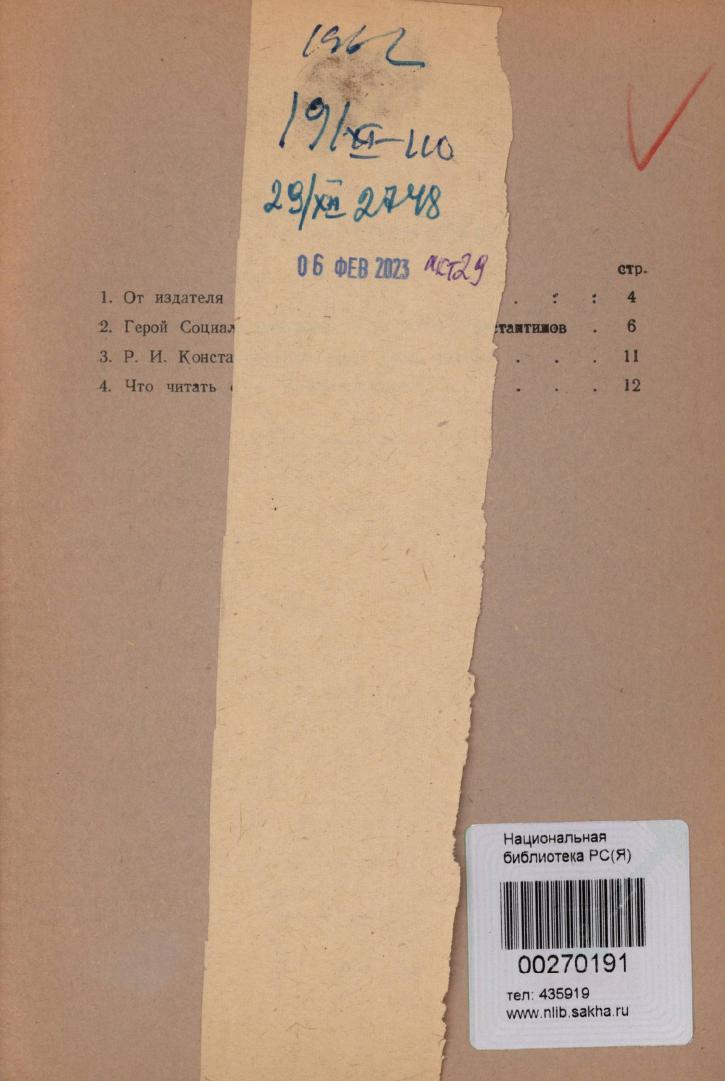 1962
19/XII-110
29/XII 2748
06 ФЕВ 2023 акт29
стр.
1. От издателя . : : 4
2. Герой Социал стантинов . 6
3. Р. И. Конста . . . 11
4. Что читать . . . 12
Национальная
библиотека РС(Я)
00270191
тел: 435919
www.nlib.sakha.ru